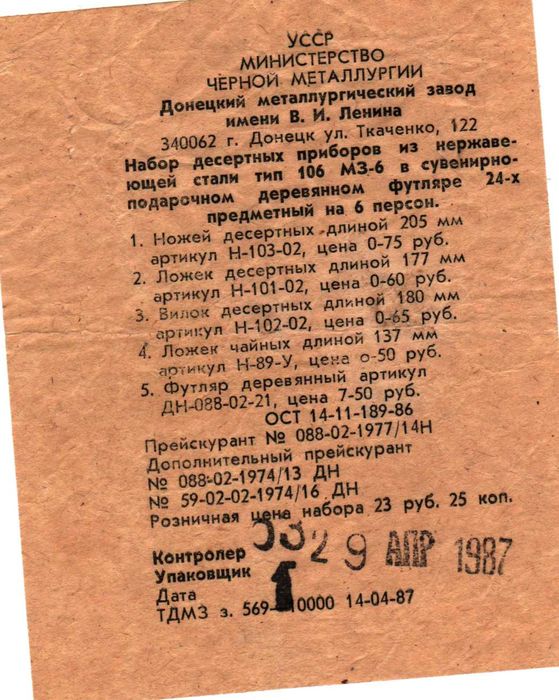 УССР
МИНИСТЕРСТВО
ЧЕРНОЙ МЕТАЛЛУРГИИ
Донецкий металлургический завод
имени В. И. Ленина
340062 г. Донецк ул. Ткаченко, 122
Набор десертных приборов из нержаве-
ющей стали тип 106 МЗ-6 в сувенирно-
подарочном деревянном футляре 24-х
предметный на 6 персон.
1. Ножей десертных длиной 205 мм
артикул Н-103-02, цена 0-75 руб.
2. Ложек десертных длиной 177 мм
артикул Н-101-02, цена 0-60 руб.
3. Вилок десертных длиной 180 мм
артикул Н-102-02, цена 0-65 руб.
4. Ложек чайных длиной 137 мм
артикул Н-89-У, цена 0-50 руб.
5. Футляр деревянный артикул
ДН-088-02-21, цена 7-50 руб.
ОСТ 14-11-189-86
Прейскурант № 088-02-1977/14Н
Дополнительный прейскурант
№ 088-02-1974/13 ДН
№ 59-02-02-1974/16 ДН
Розничная цена набора 23 руб. 25 коп.
Контролер 29 АПР 1987
Упаковщик 1
Дата
ТДМЗ з. 569 10000 14-04-87